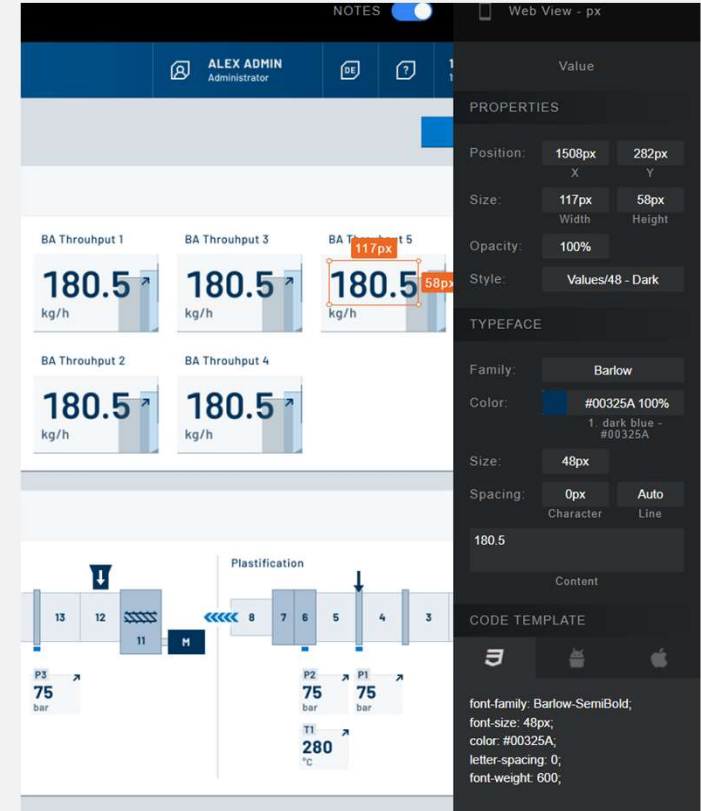 NOTES
ALEX ADMIN
Administrator
DE
?
BA Throuhput 1
BA Throuhput 3
BA Th
t 5
117px
180.5
180.5
180.5
58px
kg/h
kg/h
kg/h
BA Throuhput 2
BA Throuhput 4
180.5
180.5
kg/h
kg/h
Plastification
13
12
11
M
8
7
6
5
4
3
P3
75
bar
P2
75
bar
P1
75
bar
T1
280
°C
Web View - px
Value
PROPERTIES
Position:
1508px
282px
X
Y
Size:
117px
58px
Width
Height
Opacity:
100%
Style:
Values/48 - Dark
TYPEFACE
Family:
Barlow
Color:
#00325A 100%
1. dark blue -
#00325A
Size:
48px
Spacing:
0px
Auto
Character
Line
180.5
Content
CODE TEMPLATE
font-family: Barlow-SemiBold;
font-size: 48px;
color: #00325A;
letter-spacing: 0;
font-weight: 600;